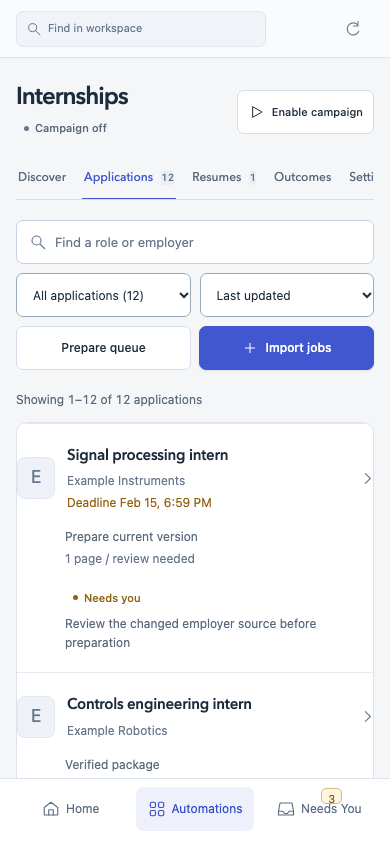 Find in workspace
Internships
Campaign off
Enable campaign
Discover
Applications 12
Resumes 1
Outcomes
Setti
Find a role or employer
All applications (12)
Last updated
Prepare queue
Import jobs
Showing 1–12 of 12 applications
E
Signal processing intern
Example Instruments
Deadline Feb 15, 6:59 PM
Prepare current version
1 page / review needed
Needs you
Review the changed employer source before
preparation
E
Controls engineering intern
Example Robotics
Verified package
Home
Automations
Needs You
3